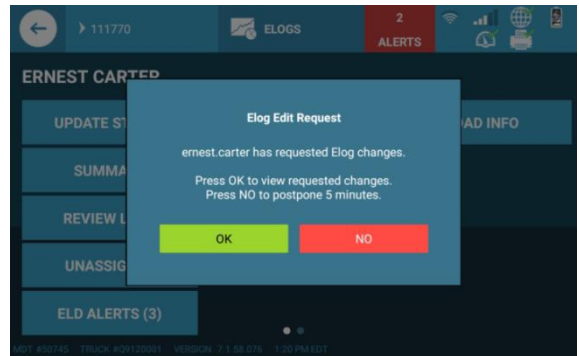 111770
ELOGS
2
ALERTS
ERNEST CARTER
UPDATE ST
AD INFO
SUMMA
REVIEW L
UNASSIG
ELD ALERTS (3)
Elog Edit Request
ernest.carter has requested Elog changes.
Press OK to view requested changes.
Press NO to postpone 5 minutes.
OK
NO
MDT #50745 TRUCK #Q9120001 VERSION 7.1.58.076 1:20 PM EDT